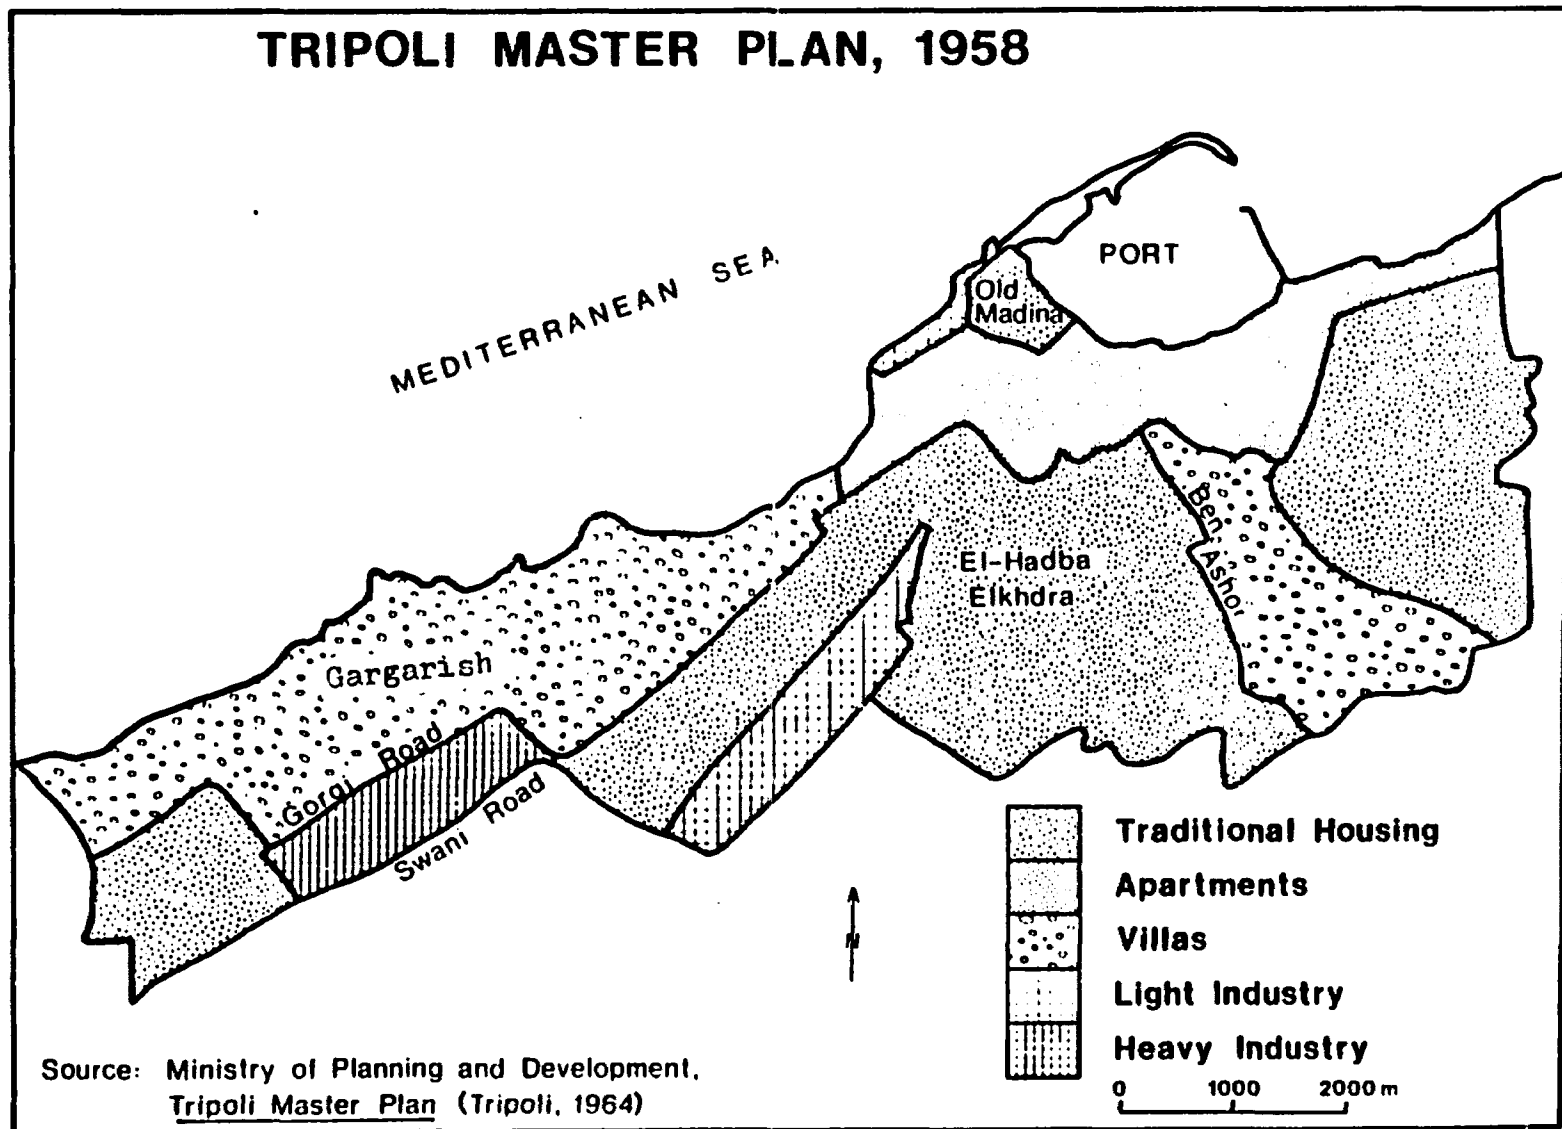 TRIPOLI MASTER PLAN, 1958
MEDITERRANEAN SEA
PORT
Old
Madina
Ben Ashor
El-Hadba
Elkhdra
Gargarish
Gorgi Road
Swani Road
N
Traditional Housing
Apartments
Villas
Light Industry
Heavy Industry
0 1000 2000 m
Source: Ministry of Planning and Development,
Tripoli Master Plan (Tripoli, 1964)